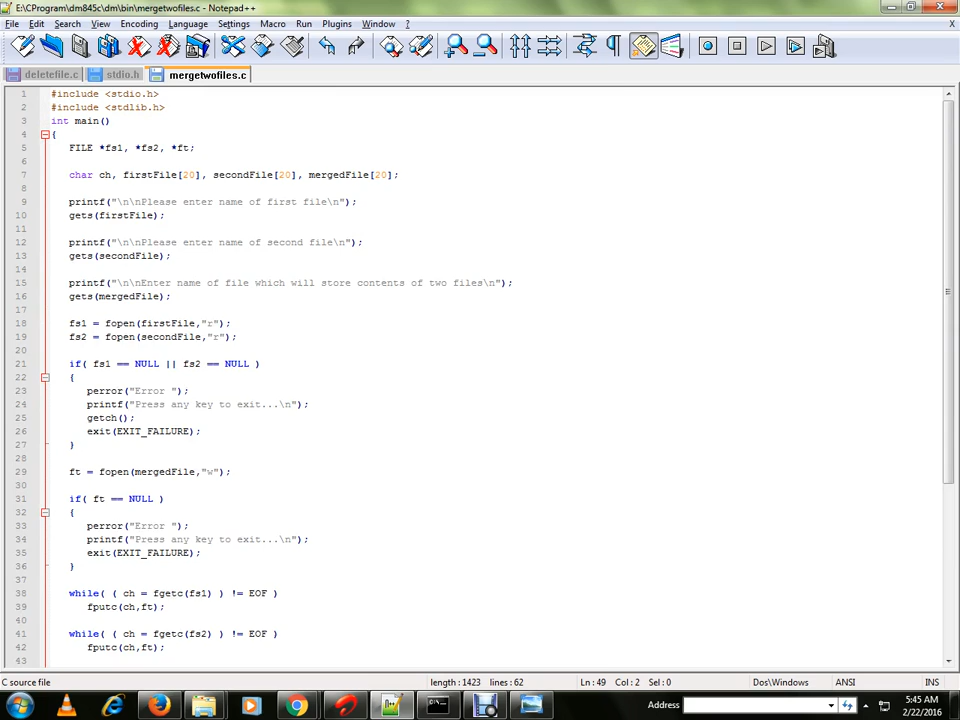 E:\CProgram\dm845c\dm\bin\mergetwofiles.c - Notepad++
File Edit Search View Encoding Language Settings Macro Run Plugins Window ? X
deletefile.c stdio.h mergetwofiles.c
1 #include <stdio.h>
2 #include <stdlib.h>
3 int main()
4 {
5 FILE *fs1, *fs2, *ft;
6
7 char ch, firstFile[20], secondFile[20], mergedFile[20];
8
9 printf("\n\nPlease enter name of first file\n");
10 gets(firstFile);
11
12 printf("\n\nPlease enter name of second file\n");
13 gets(secondFile);
14
15 printf("\n\nEnter name of file which will store contents of two files\n");
16 gets(mergedFile);
17
18 fs1 = fopen(firstFile,"r");
19 fs2 = fopen(secondFile,"r");
20
21 if( fs1 == NULL || fs2 == NULL )
22 {
23 perror("Error ");
24 printf("Press any key to exit...\n");
25 getch();
26 exit(EXIT_FAILURE);
27 }
28
29 ft = fopen(mergedFile,"w");
30
31 if( ft == NULL )
32 {
33 perror("Error ");
34 printf("Press any key to exit...\n");
35 exit(EXIT_FAILURE);
36 }
37
38 while( ( ch = fgetc(fs1) ) != EOF )
39 fputc(ch,ft);
40
41 while( ( ch = fgetc(fs2) ) != EOF )
42 fputc(ch,ft);
43
C source file length : 1423 lines : 62 Ln : 49 Col : 2 Sel : 0 Dos\Windows ANSI INS
Address 5:45 AM
2/22/2016